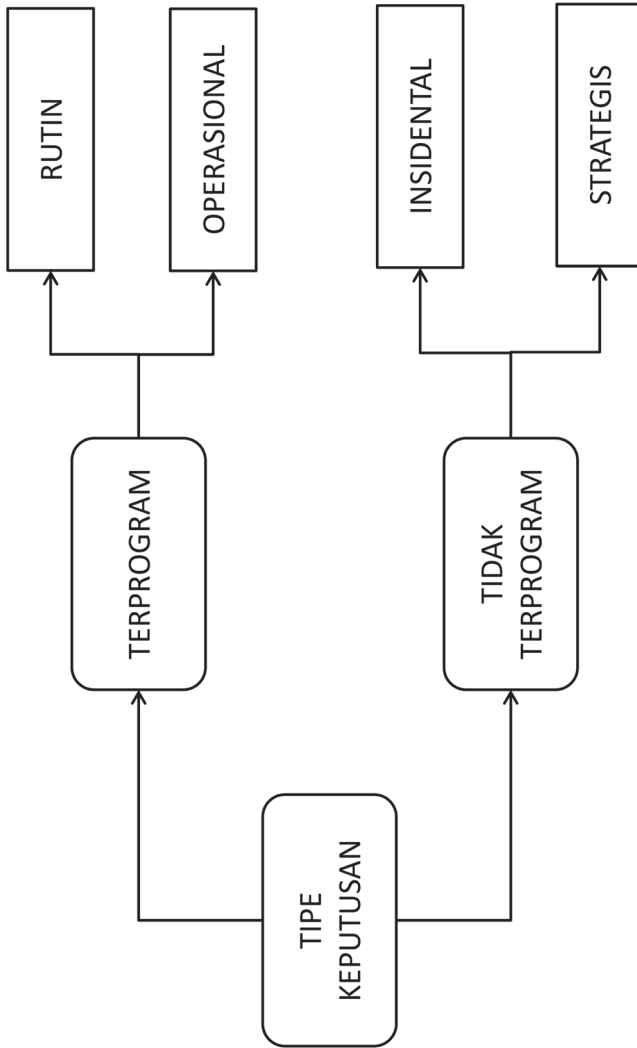 TIPE
KEPUTUSAN
TERPROGRAM
RUTIN
OPERASIONAL
TIDAK
TERPROGRAM
INSIDENTAL
STRATEGIS